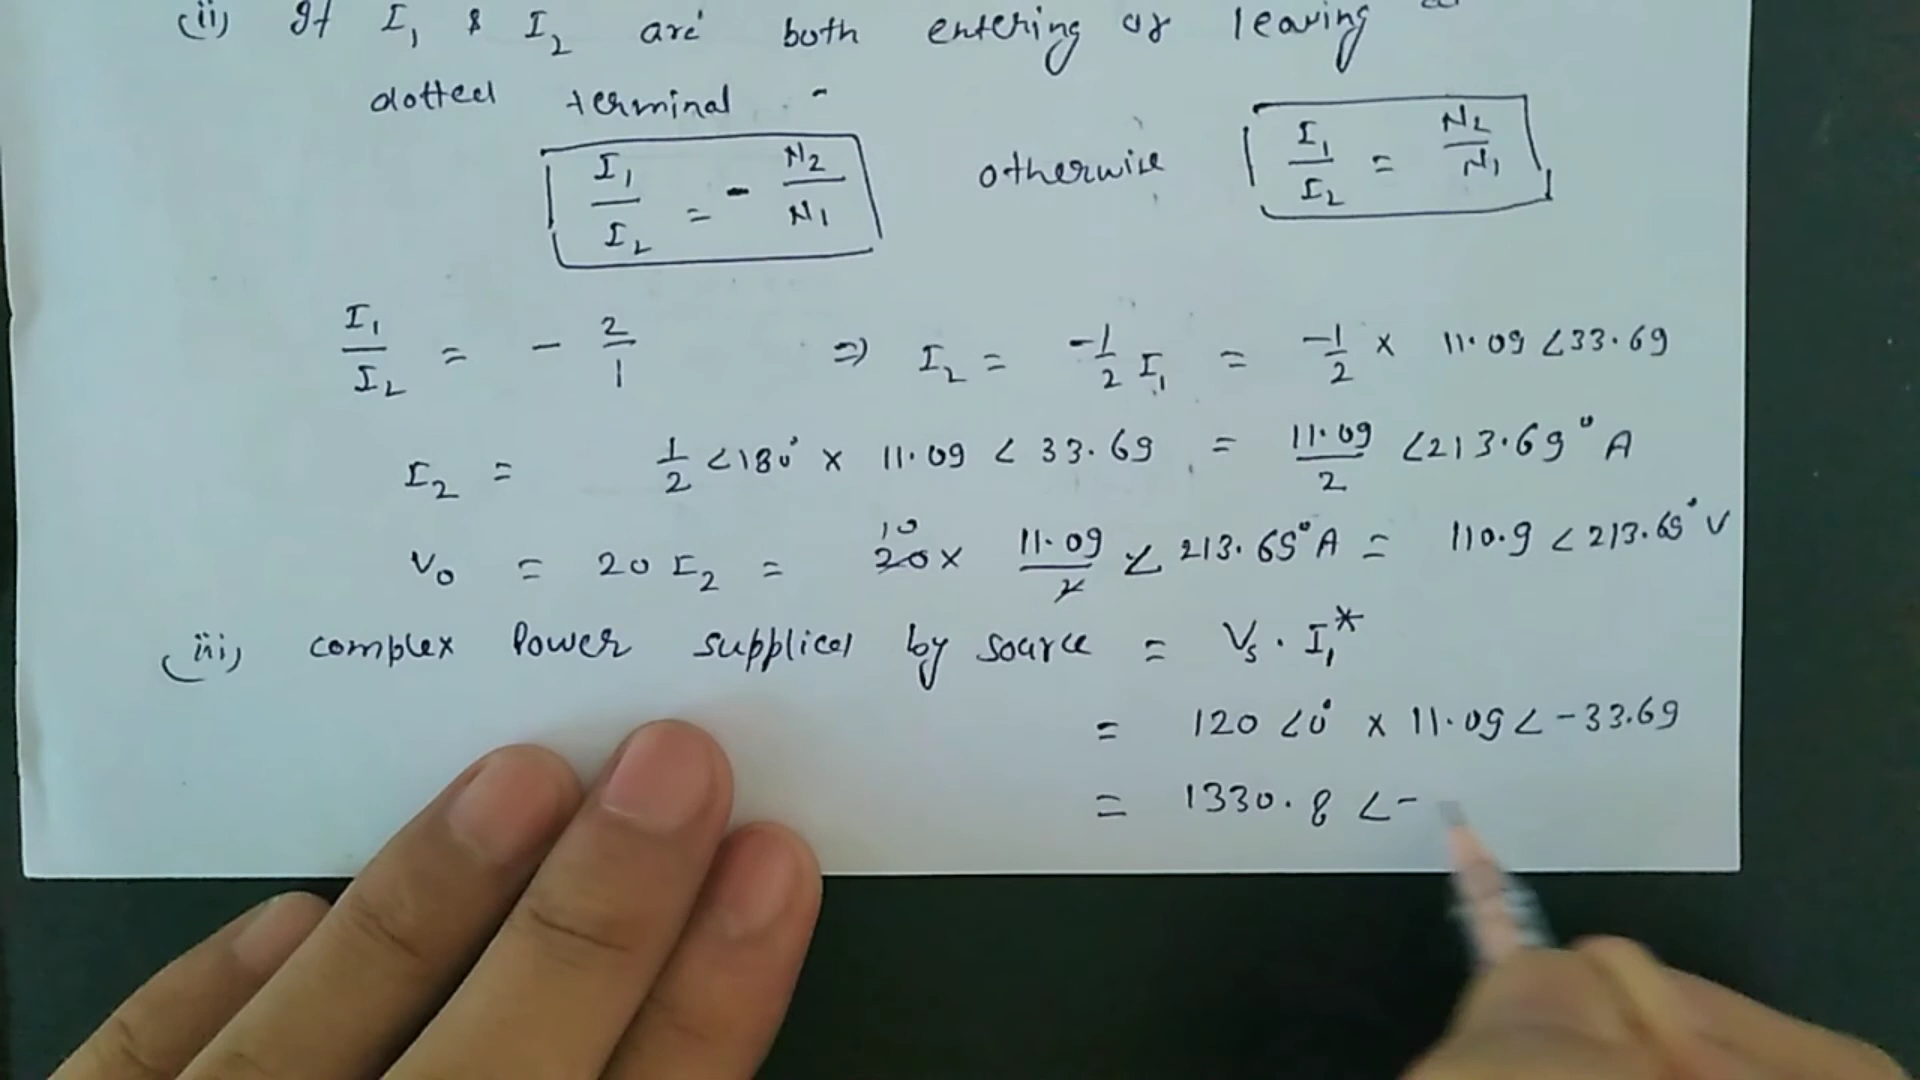 (ii) If I1 & I2 are both entering or leaving
dotted terminal -
I1/I2 = - N2/N1 otherwise I1/I2 = N2/N1
I1/I2 = - 2/1 => I2 = -1/2 I1 = -1/2 x 11.09 <33.69
I2 = 1/2 <180° x 11.09 < 33.69 = 11.09/2 <213.69° A
V0 = 20 I2 = 20 10 x 11.09/2 < 213.69° A = 110.9 < 213.69° V
(iii) complex Power supplied by source = Vs . I1*
= 120 <0° x 11.09 < -33.69
= 1330.8 < -